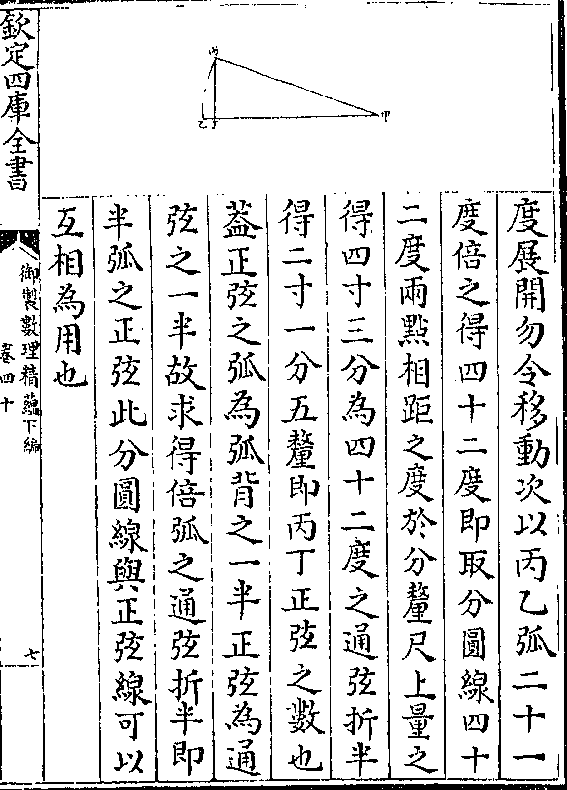 度展開勿令移動次以丙乙弧二十一
度倍之得四十二度即取分圓線四十
二度兩點相距之度於分釐尺上量之
得四寸三分為四十二度之通弦折半
得二寸一分五釐即丙丁正弦之數也
蓋正弦之弧為弧背之一半正弦為通
弦之一半故求得倍弧之通弦折半即
半弧之正弦此分圓線與正弦線可以
互相為用也
丙
甲
乙丁
欽定四庫全書
御製數理精蘊下編
卷四十
七